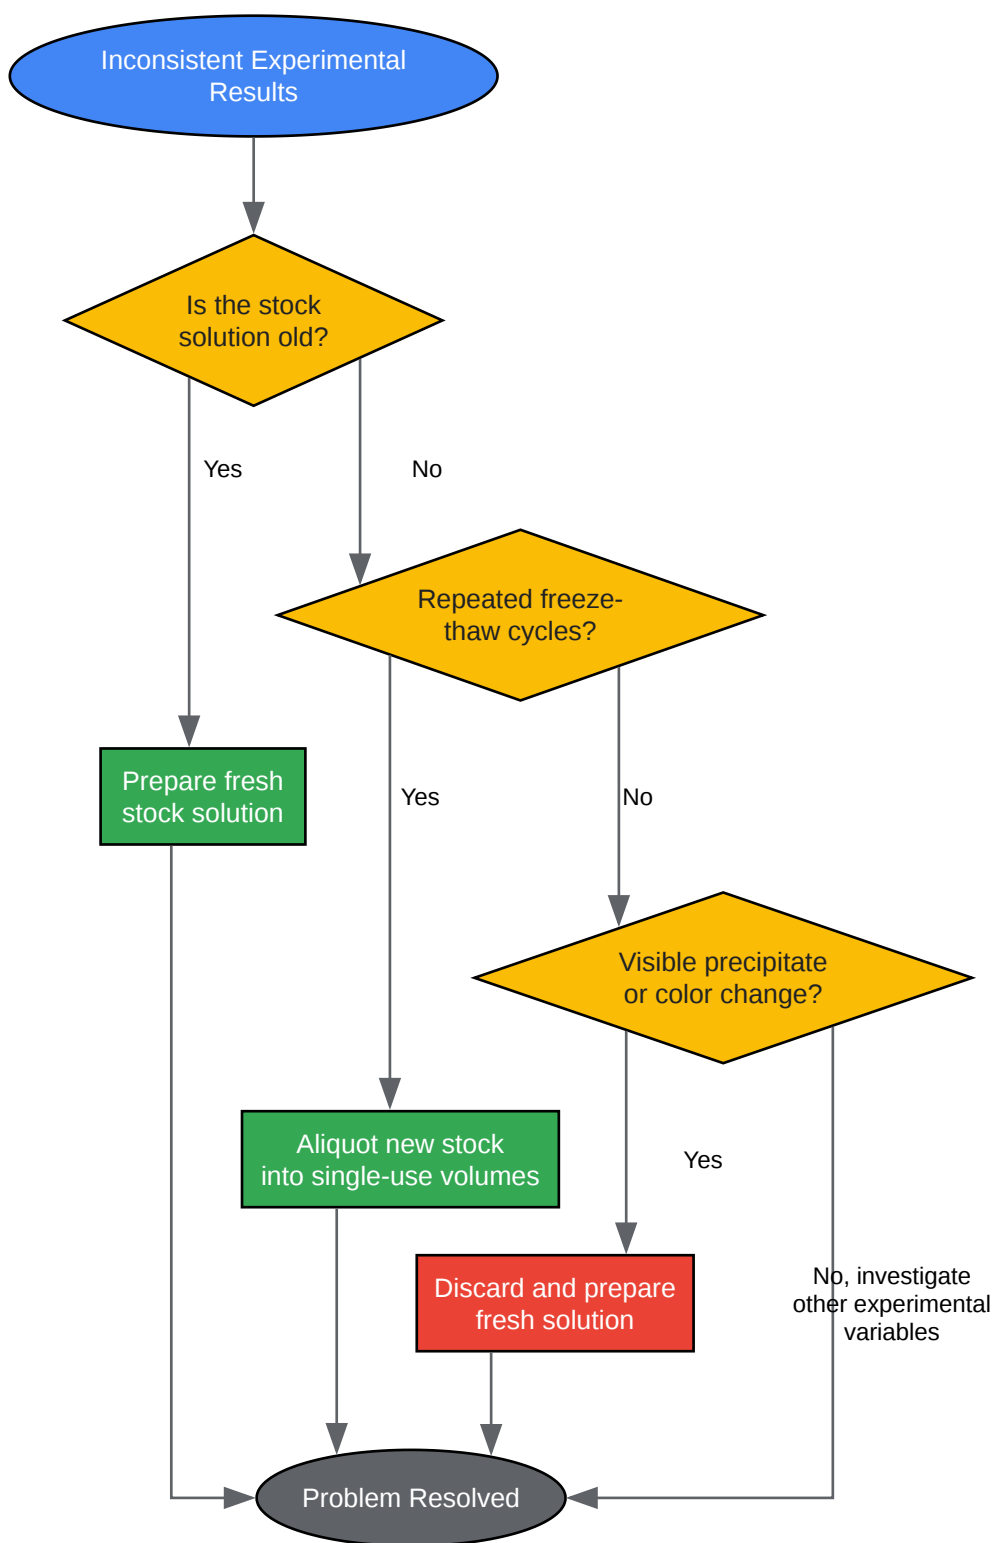 Inconsistent Experimental
Results
Is the stock
solution old?
Yes
No
Repeated freeze-
thaw cycles?
Prepare fresh
stock solution
Yes
No
Visible precipitate
or color change?
Aliquot new stock
into single-use volumes
Yes
Discard and prepare
fresh solution
No, investigate
other experimental
variables
Problem Resolved